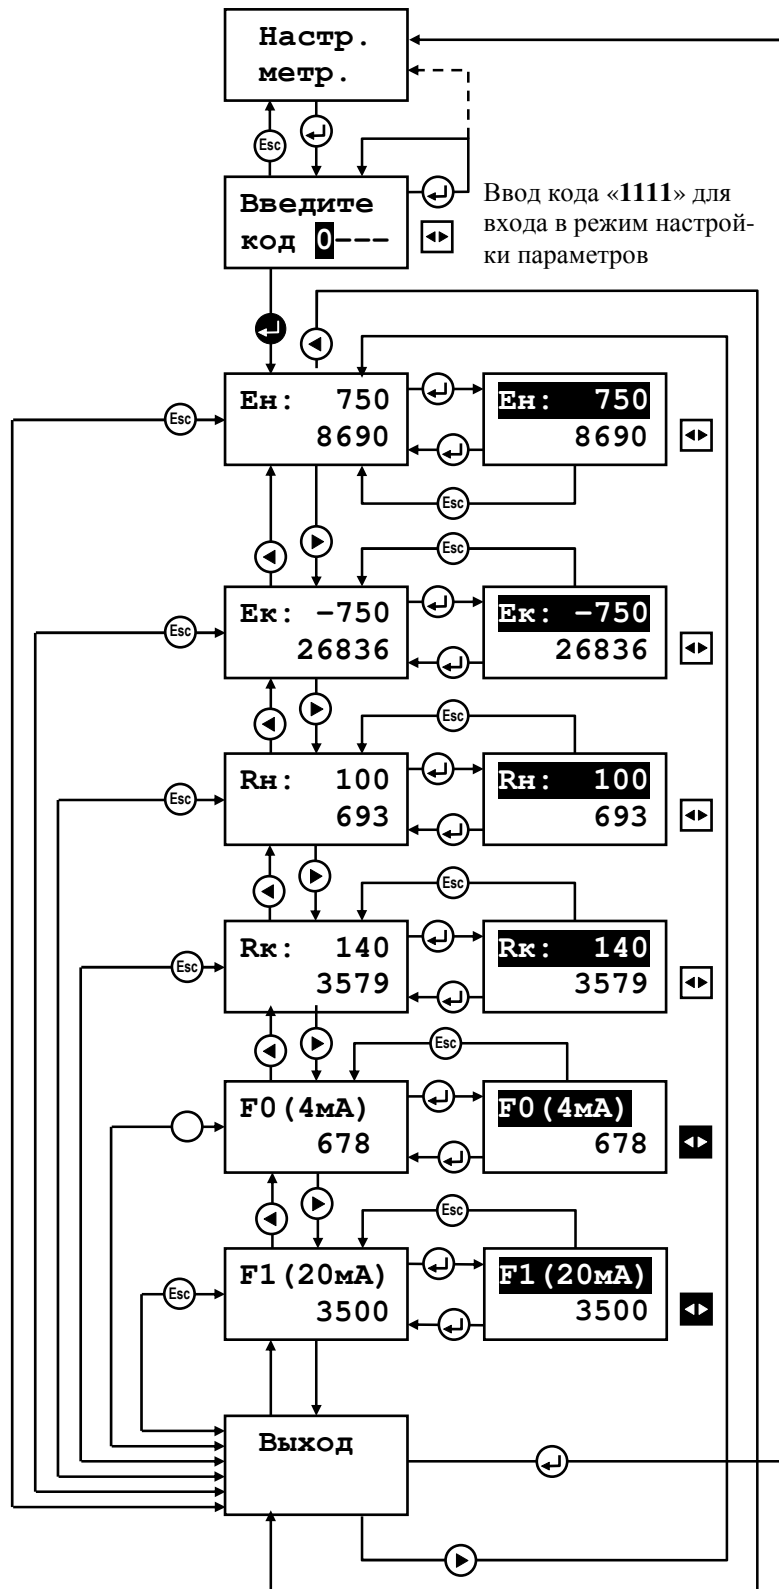 Настр.
метр.
Esc
Введите
код 0---
Ввод кода «1111» для
входа в режим настрой-
ки параметров
Ен: 750
8690
Ен: 750
8690
Esc
Esc
Esc
Ек: -750
26836
Ек: -750
26836
Esc
Esc
Rн: 100
693
Rн: 100
693
Esc
Esc
Rк: 140
3579
Rк: 140
3579
Esc
Esc
F0(4мА)
678
F0(4мА)
678
Esc
F1(20мА)
3500
F1(20мА)
3500
Esc
Выход